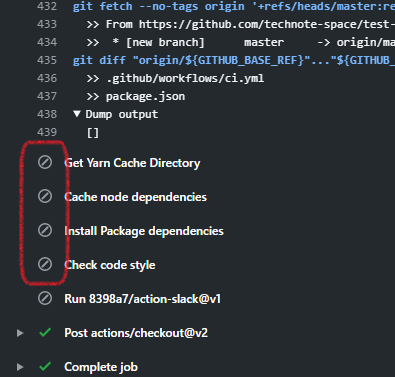 432 git fetch --no-tags origin '+refs/heads/master:re
433 >> From https://github.com/technote-space/test-
434 >>  * [new branch]      master     -> origin/ma
435 git diff "origin/${GITHUB_BASE_REF}"..."${GITHUB_
436 >> .github/workflows/ci.yml
437 >> package.json
438 ▼ Dump output
439 []
Get Yarn Cache Directory
Cache node dependencies
Install Package dependencies
Check code style
Run 8398a7/action-slack@v1
Post actions/checkout@v2
Complete job